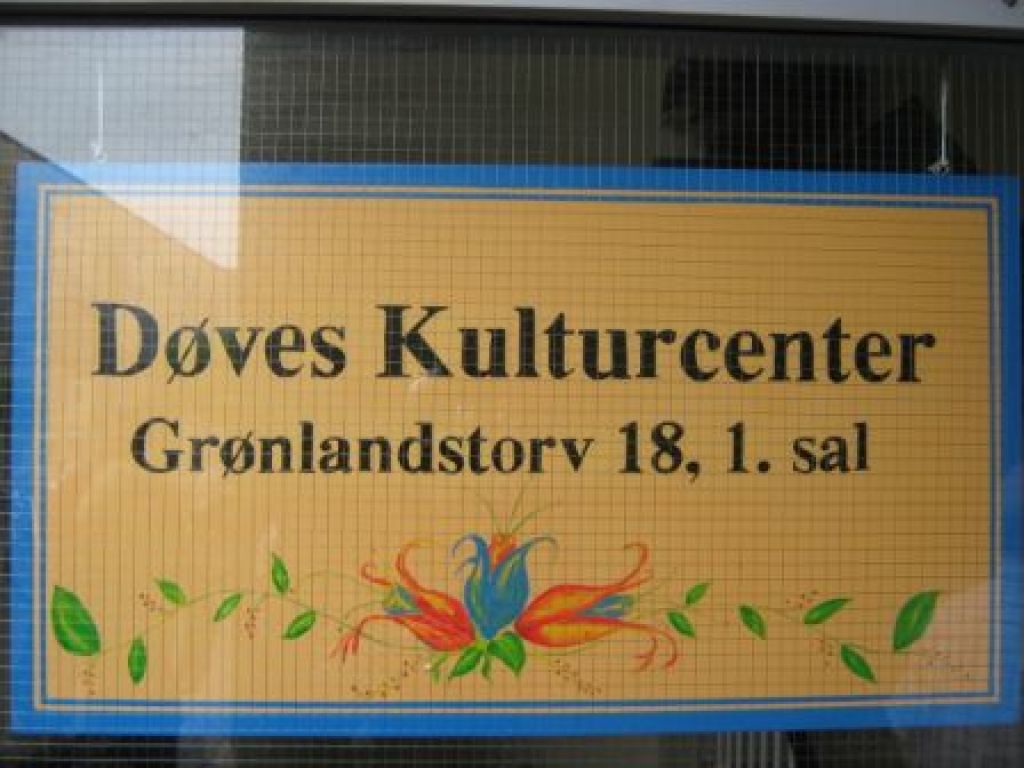 Døves Kulturcenter
Grønlandstorv 18, 1. sal